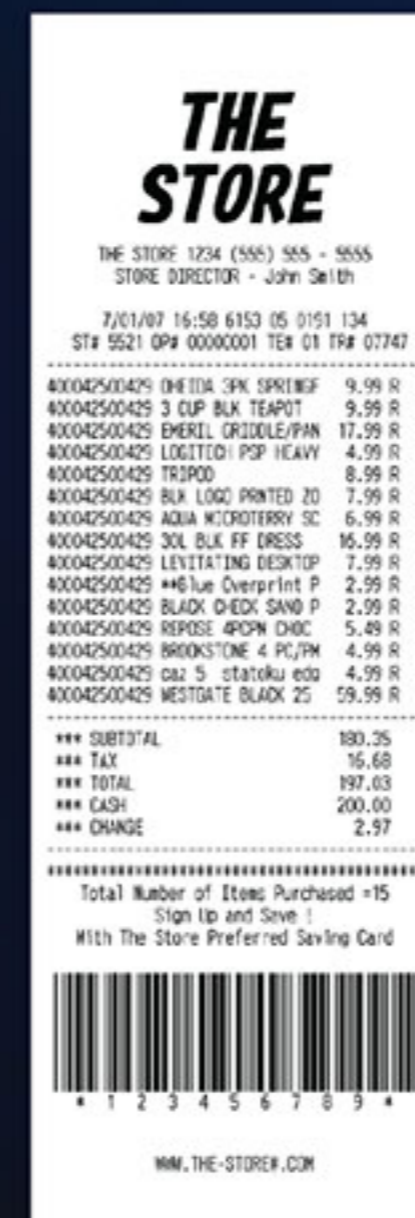 THE
STORE
THE STORE 1234 (555) 555 - 5555
STORE DIRECTOR - John Smith
7/01/07 16:58 6153 05 0191 134
ST# 5521 OP# 00000001 TE# 01 TR# 07747
400042500429 OHEIDA 3PK SPRINGF 9.99 R
400042500429 3 CUP BLK TEAPOT 9.99 R
400042500429 EMERIL GRIDDLE/PAN 17.99 R
400042500429 LOGITECH PSP HEAVY 4.99 R
400042500429 TRIPOD 8.99 R
400042500429 BLK LOGO PRNTED ZO 7.99 R
400042500429 AQUA MICROTERRY SC 6.99 R
400042500429 30L BLK FF DRESS 16.99 R
400042500429 LEVITATING DESKTOP 7.99 R
400042500429 **Blue Overprint P 2.99 R
400042500429 BLACK CHECK SAND P 2.99 R
400042500429 REPOSE 4PCPN CHOC 5.49 R
400042500429 BROOKSTONE 4 PC/PM 4.99 R
400042500429 5 statoku edg 4.99 R
400042500429 WESTGATE BLACK 25 59.99 R
*** SUBTOTAL 180.35
*** TAX 16.68
*** TOTAL 197.03
*** CASH 200.00
*** CHANGE 2.97
Total Number of Items Purchased =15
Sign Up and Save !
With The Store Preferred Saving Card
* 1 2 3 4 5 6 7 8 9 *
WWW.THE-STORE#.COM